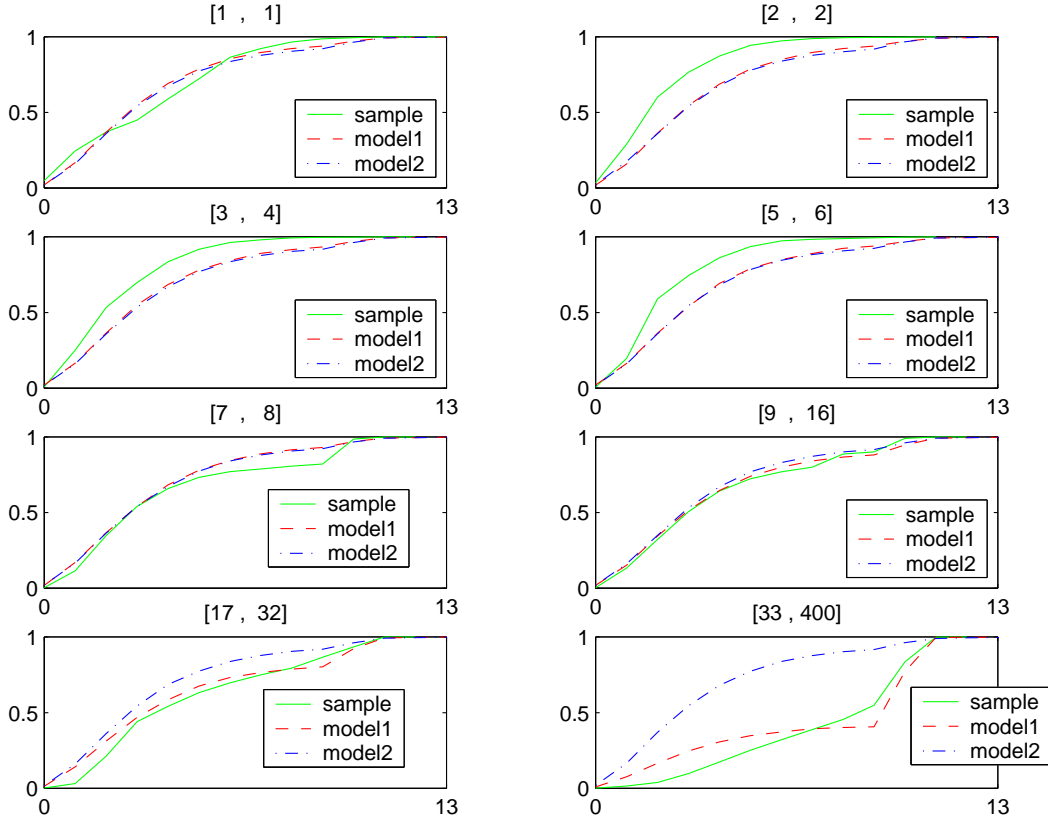 [1 , 1]
1
0.5
0
0
13
sample
model1
model2
[2 , 2]
1
0.5
0
0
13
sample
model1
model2
[3 , 4]
1
0.5
0
0
13
sample
model1
model2
[5 , 6]
1
0.5
0
0
13
sample
model1
model2
[7 , 8]
1
0.5
0
0
13
sample
model1
model2
[9 , 16]
1
0.5
0
0
13
sample
model1
model2
[17 , 32]
1
0.5
0
0
13
sample
model1
model2
[33 , 400]
1
0.5
0
0
13
sample
model1
model2